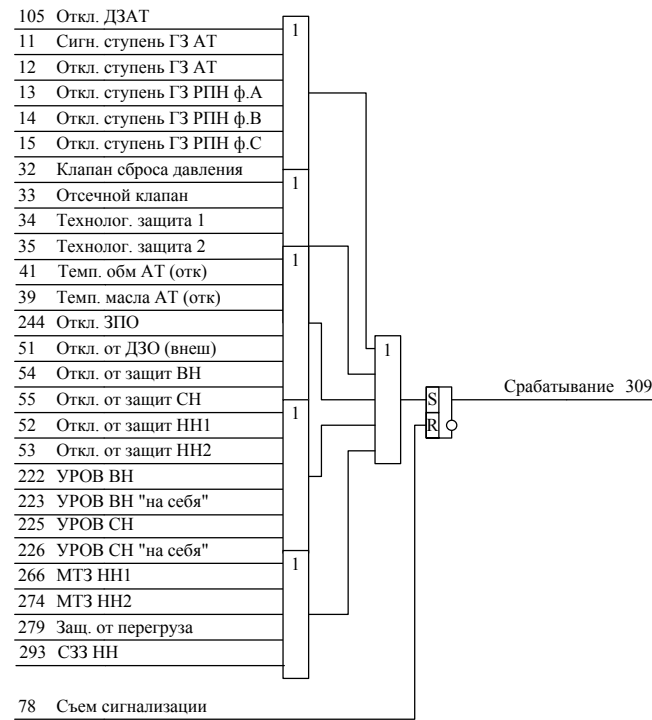 105 Откл. ДЗАТ
11 Сигн. ступень ГЗ АТ
12 Откл. ступень ГЗ АТ
13 Откл. ступень ГЗ РПН ф.А
14 Откл. ступень ГЗ РПН ф.В
15 Откл. ступень ГЗ РПН ф.С
32 Клапан сброса давления
33 Отсечной клапан
34 Технолог. защита 1
35 Технолог. защита 2
41 Темп. обм АТ (отк)
39 Темп. масла АТ (отк)
244 Откл. ЗПО
51 Откл. от ДЗО (внеш)
54 Откл. от защит ВН
55 Откл. от защит СН
52 Откл. от защит НН1
53 Откл. от защит НН2
222 УРОВ ВН
223 УРОВ ВН "на себя"
225 УРОВ СН
226 УРОВ СН "на себя"
266 МТЗ НН1
274 МТЗ НН2
279 Защ. от перегруза
293 СЗЗ НН
78 Съем сигнализации
1
1
1
1
1
1
S
R
Срабатывание 309